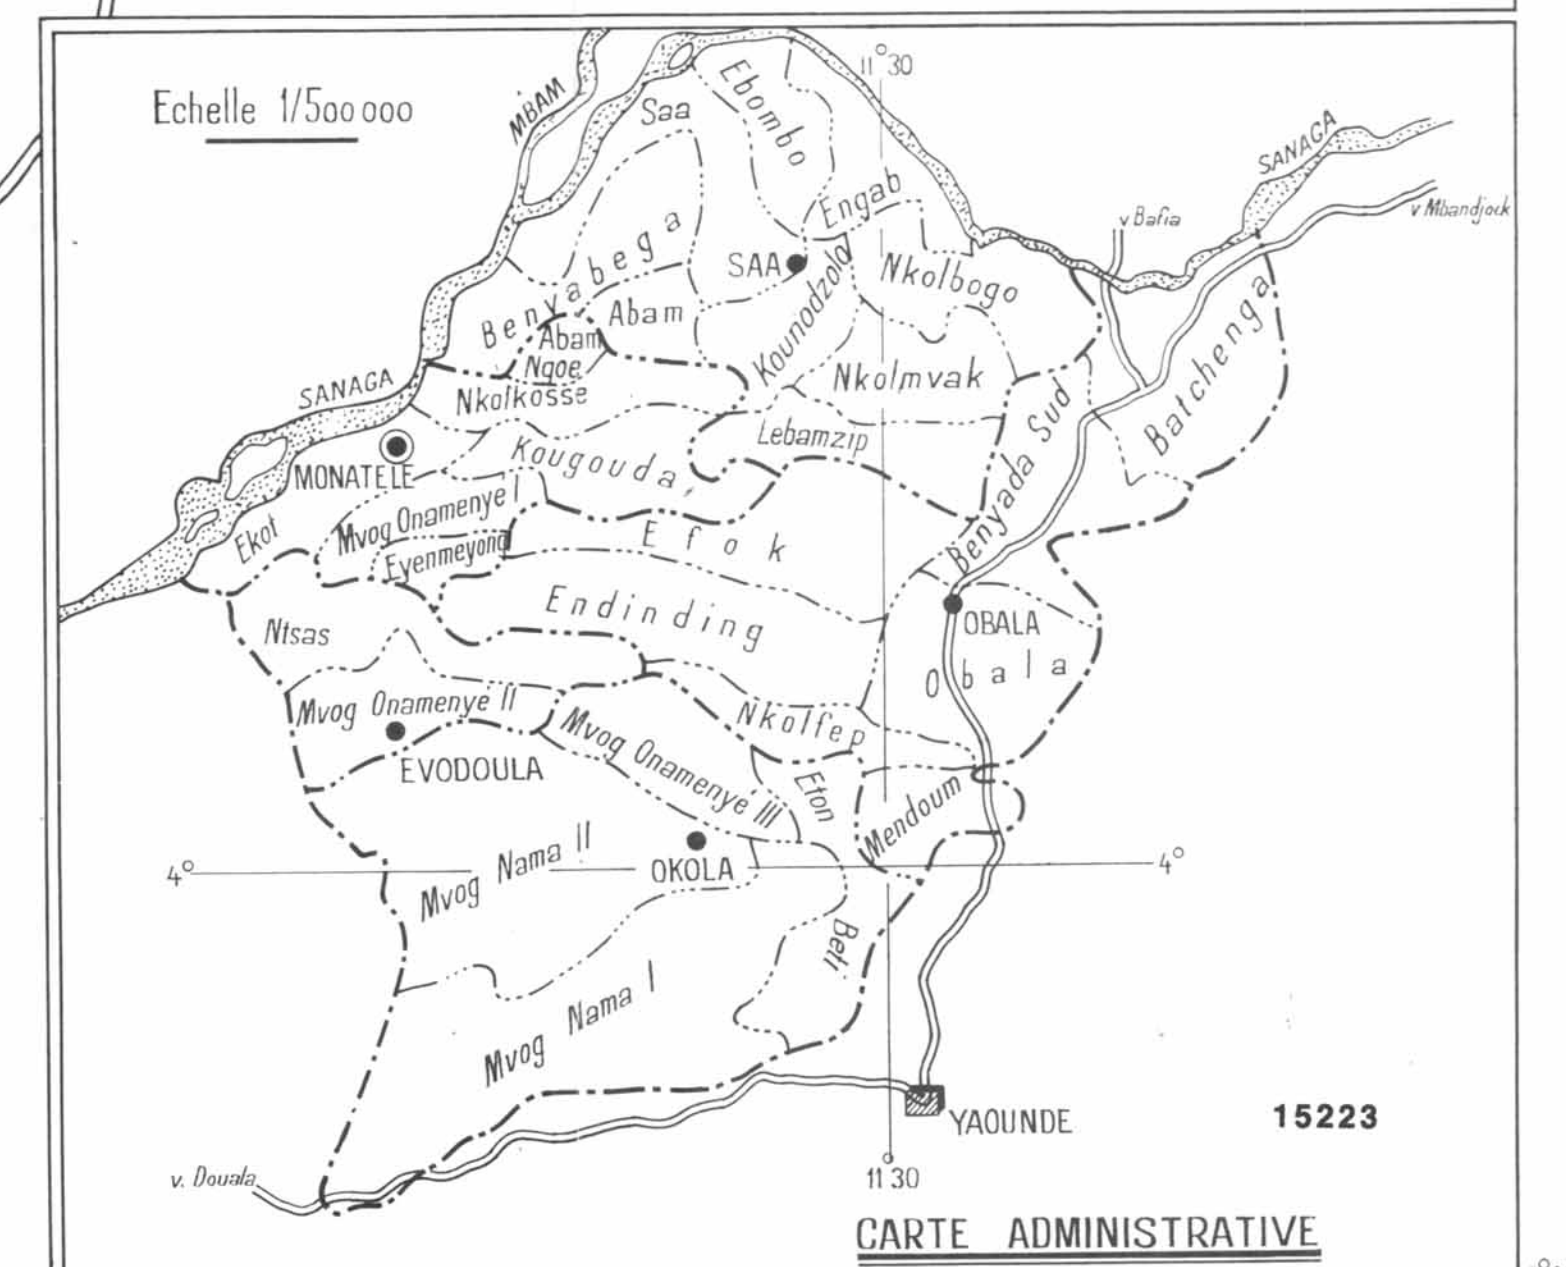 Echelle 1/500 000
MBAM
11°30
Saa
Ebombo
SANAGA
Engab
v Bafia
v Mbandjock
SAA
Benyabega
Nkolbogo
Kounodzolo
Abam
Abam
Ngoe
Batchenga
SANAGA
Nkolkosse
Nkolmvak
Benyada Sud
Lebamzip
MONATELE
Kougouda
Mvog Onamenye I
Ekot
Eyenmeyong
Efok
Endinding
OBALA
Ntsas
Obala
Mvog Onamenye II
Nkolfep
EVODOULA
Mvog Onamenye III
Eton
Mendoum
4°
Mvog Nama II
OKOLA
4°
Beti
Mvog Nama I
YAOUNDE
15223
v. Douala
11°30
CARTE ADMINISTRATIVE